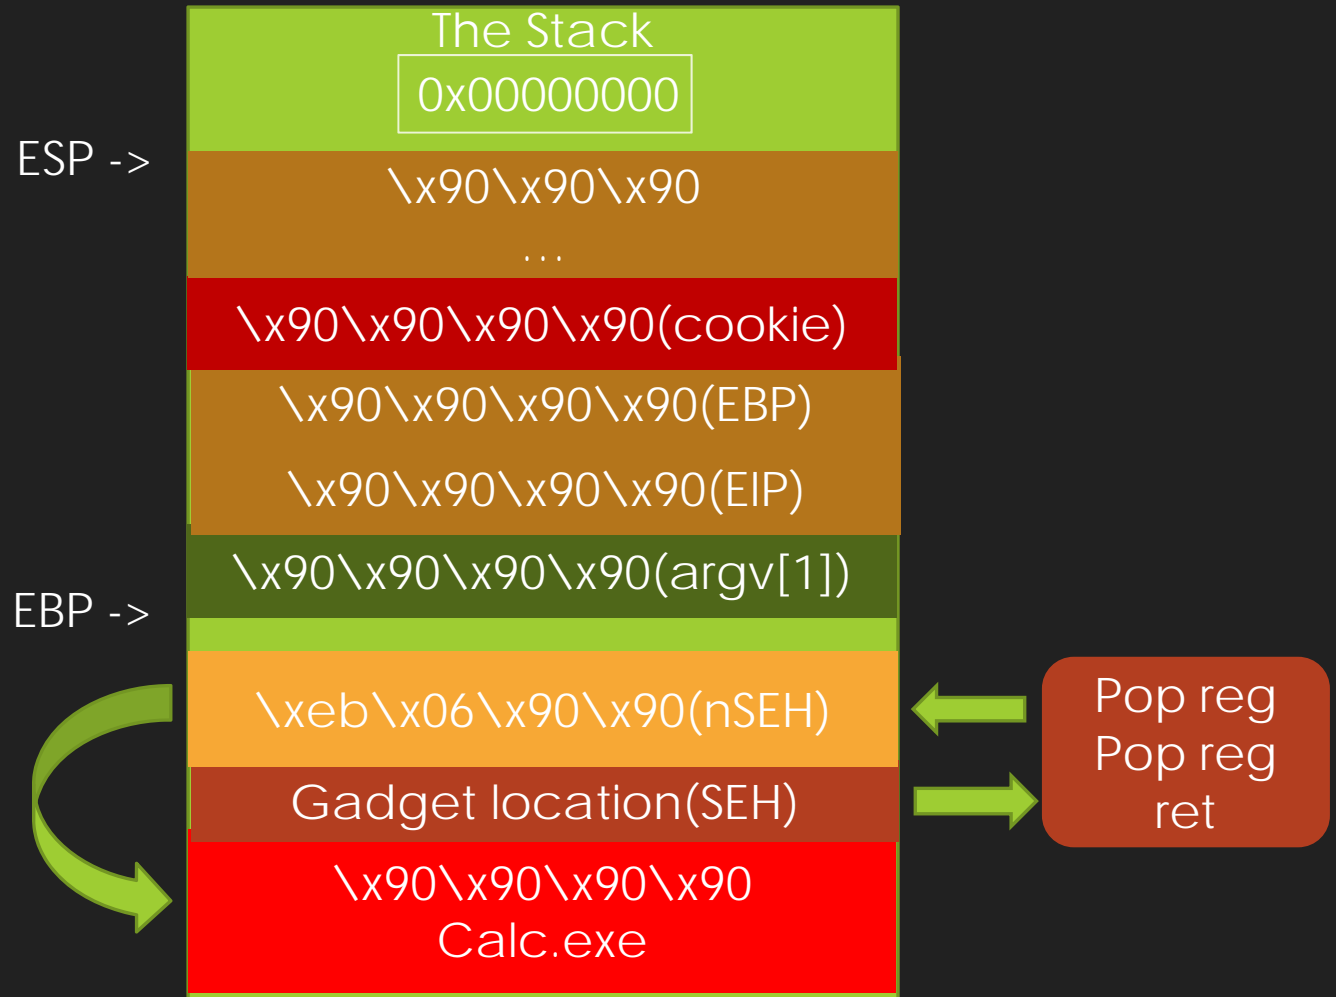 The Stack
0x00000000
ESP ->
\x90\x90\x90
...
\x90\x90\x90\x90(cookie)
\x90\x90\x90\x90(EBP)
\x90\x90\x90\x90(EIP)
\x90\x90\x90\x90(argv[1])
EBP ->
\xeb\x06\x90\x90(nSEH)
Gadget location(SEH)
Pop reg
Pop reg
ret
\x90\x90\x90\x90
Calc.exe